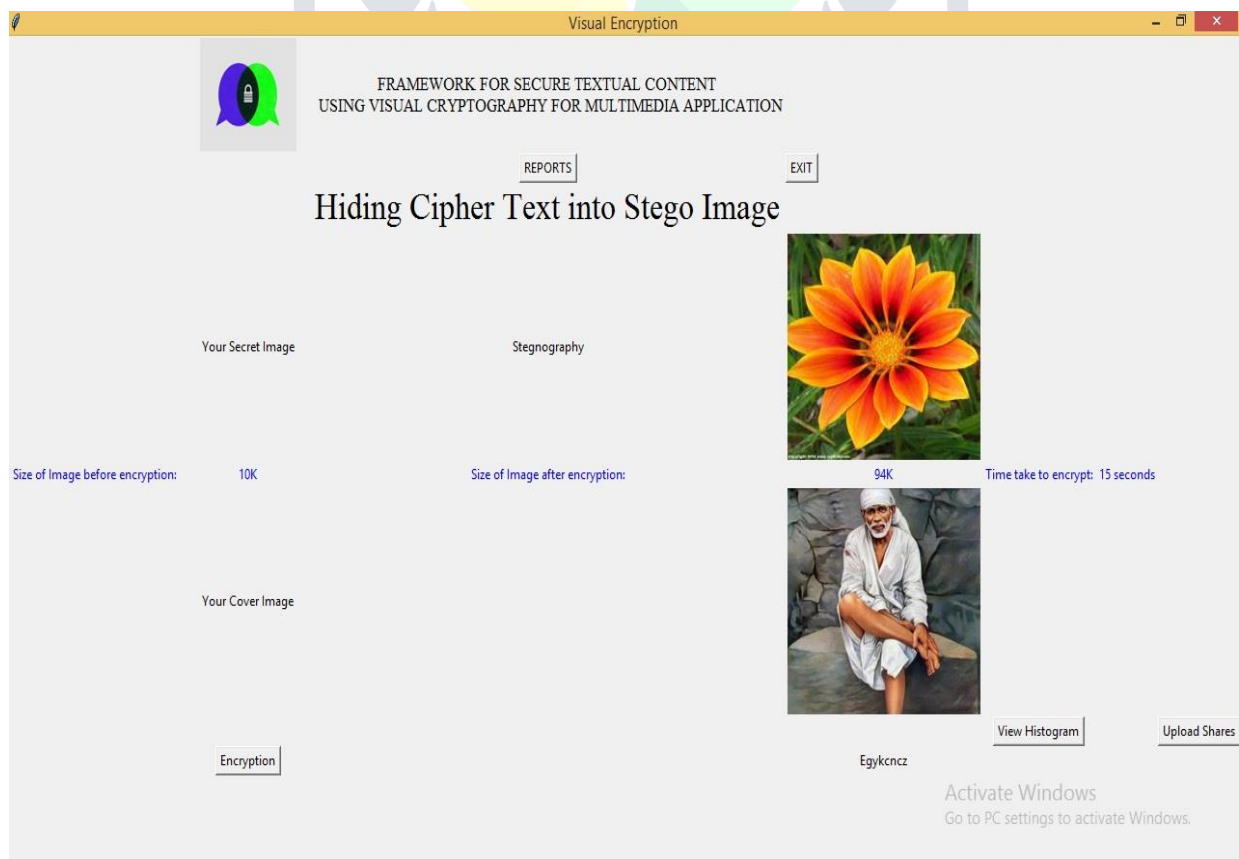 Visual Encryption
FRAMEWORK FOR SECURE TEXTUAL CONTENT
USING VISUAL CRYPTOGRAPHY FOR MULTIMEDIA APPLICATION
REPORTS
EXIT
Hiding Cipher Text into Stego Image
Your Secret Image
Stegnography
Size of Image before encryption:
10K
Size of Image after encryption:
94K
Time take to encrypt: 15 seconds
Your Cover Image
View Histogram
Upload Shares
Encryption
Egykcncz
Activate Windows
Go to PC settings to activate Windows.